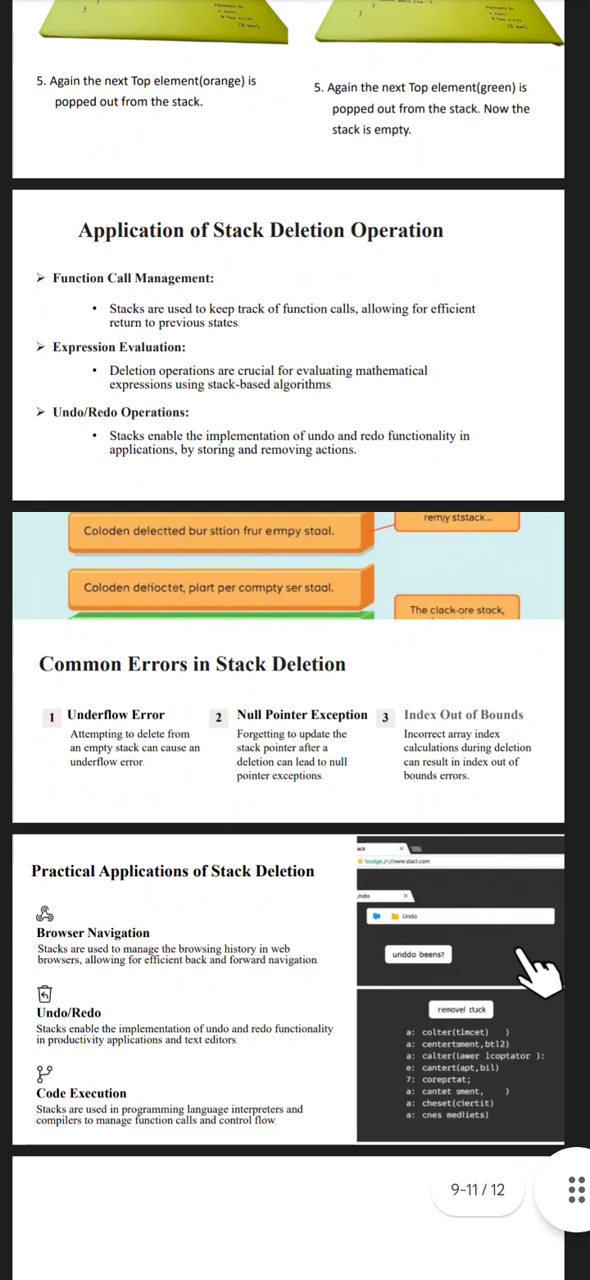 5. Again the next Top element(orange) is
popped out from the stack.
5. Again the next Top element(green) is
popped out from the stack. Now the
stack is empty.
Application of Stack Deletion Operation
➢ Function Call Management:
• Stacks are used to keep track of function calls, allowing for efficient
return to previous states.
➢ Expression Evaluation:
• Deletion operations are crucial for evaluating mathematical
expressions using stack-based algorithms.
➢ Undo/Redo Operations:
• Stacks enable the implementation of undo and redo functionality in
applications, by storing and removing actions.
Coloden delectted bur sttion frur empy staal.
remjy ststack...
Coloden detioctet, plart per compty ser staal.
The clack-ore stack,
Common Errors in Stack Deletion
1 Underflow Error
Attempting to delete from
an empty stack can cause an
underflow error.
2 Null Pointer Exception
Forgetting to update the
stack pointer after a
deletion can lead to null
pointer exceptions.
3 Index Out of Bounds
Incorrect array index
calculations during deletion
can result in index out of
bounds errors.
Practical Applications of Stack Deletion
Browser Navigation
Stacks are used to manage the browsing history in web
browsers, allowing for efficient back and forward navigation.
Undo/Redo
Stacks enable the implementation of undo and redo functionality
in productivity applications and text editors.
Code Execution
Stacks are used in programming language interpreters and
compilers to manage function calls and control flow.
Undo
unddo beens?
removel stuck
a: colter(tlmcet) )
a: centertsment,bt12)
a: calter(lawer lcoptator ):
e: cantert(apt,bil)
7: coreprtat;
a: cantet sment, )
a: cheset(ciertit)
a: cnes medliets)
9-11 / 12